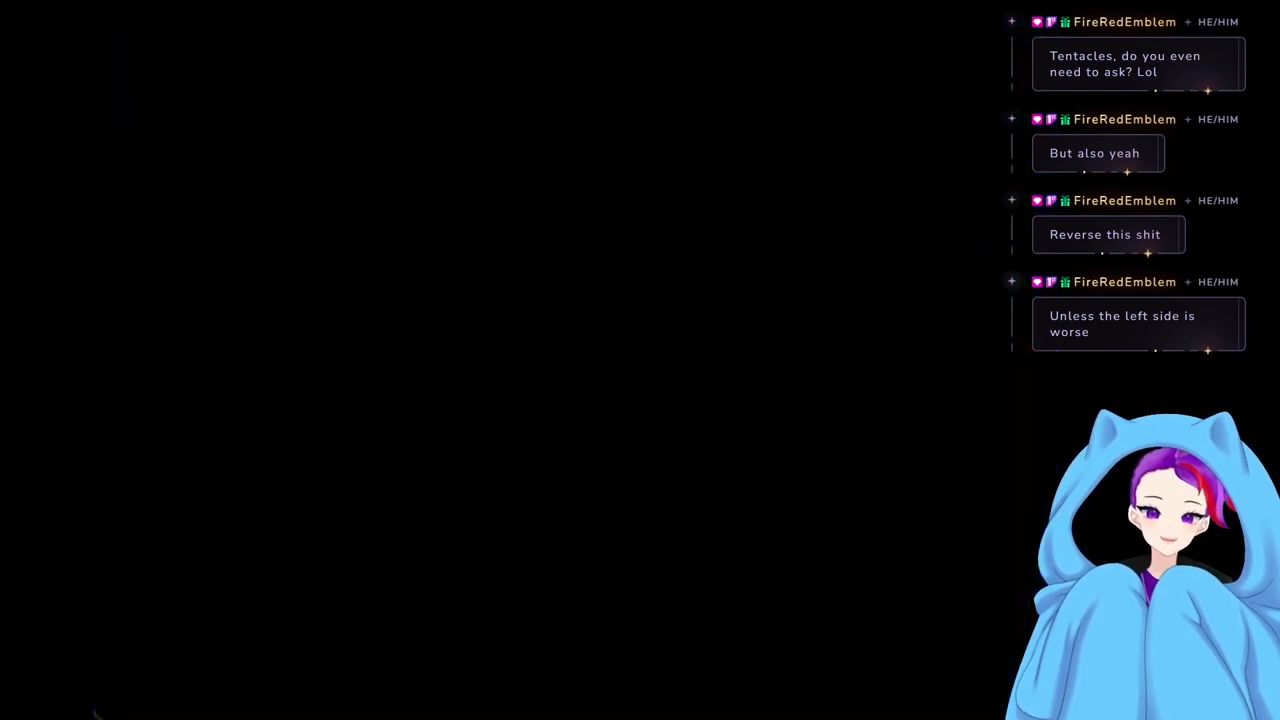 FireRedEmblem HE/HIM
Tentacles, do you even
need to ask? Lol
FireRedEmblem HE/HIM
But also yeah
FireRedEmblem HE/HIM
Reverse this shit
FireRedEmblem HE/HIM
Unless the left side is
worse